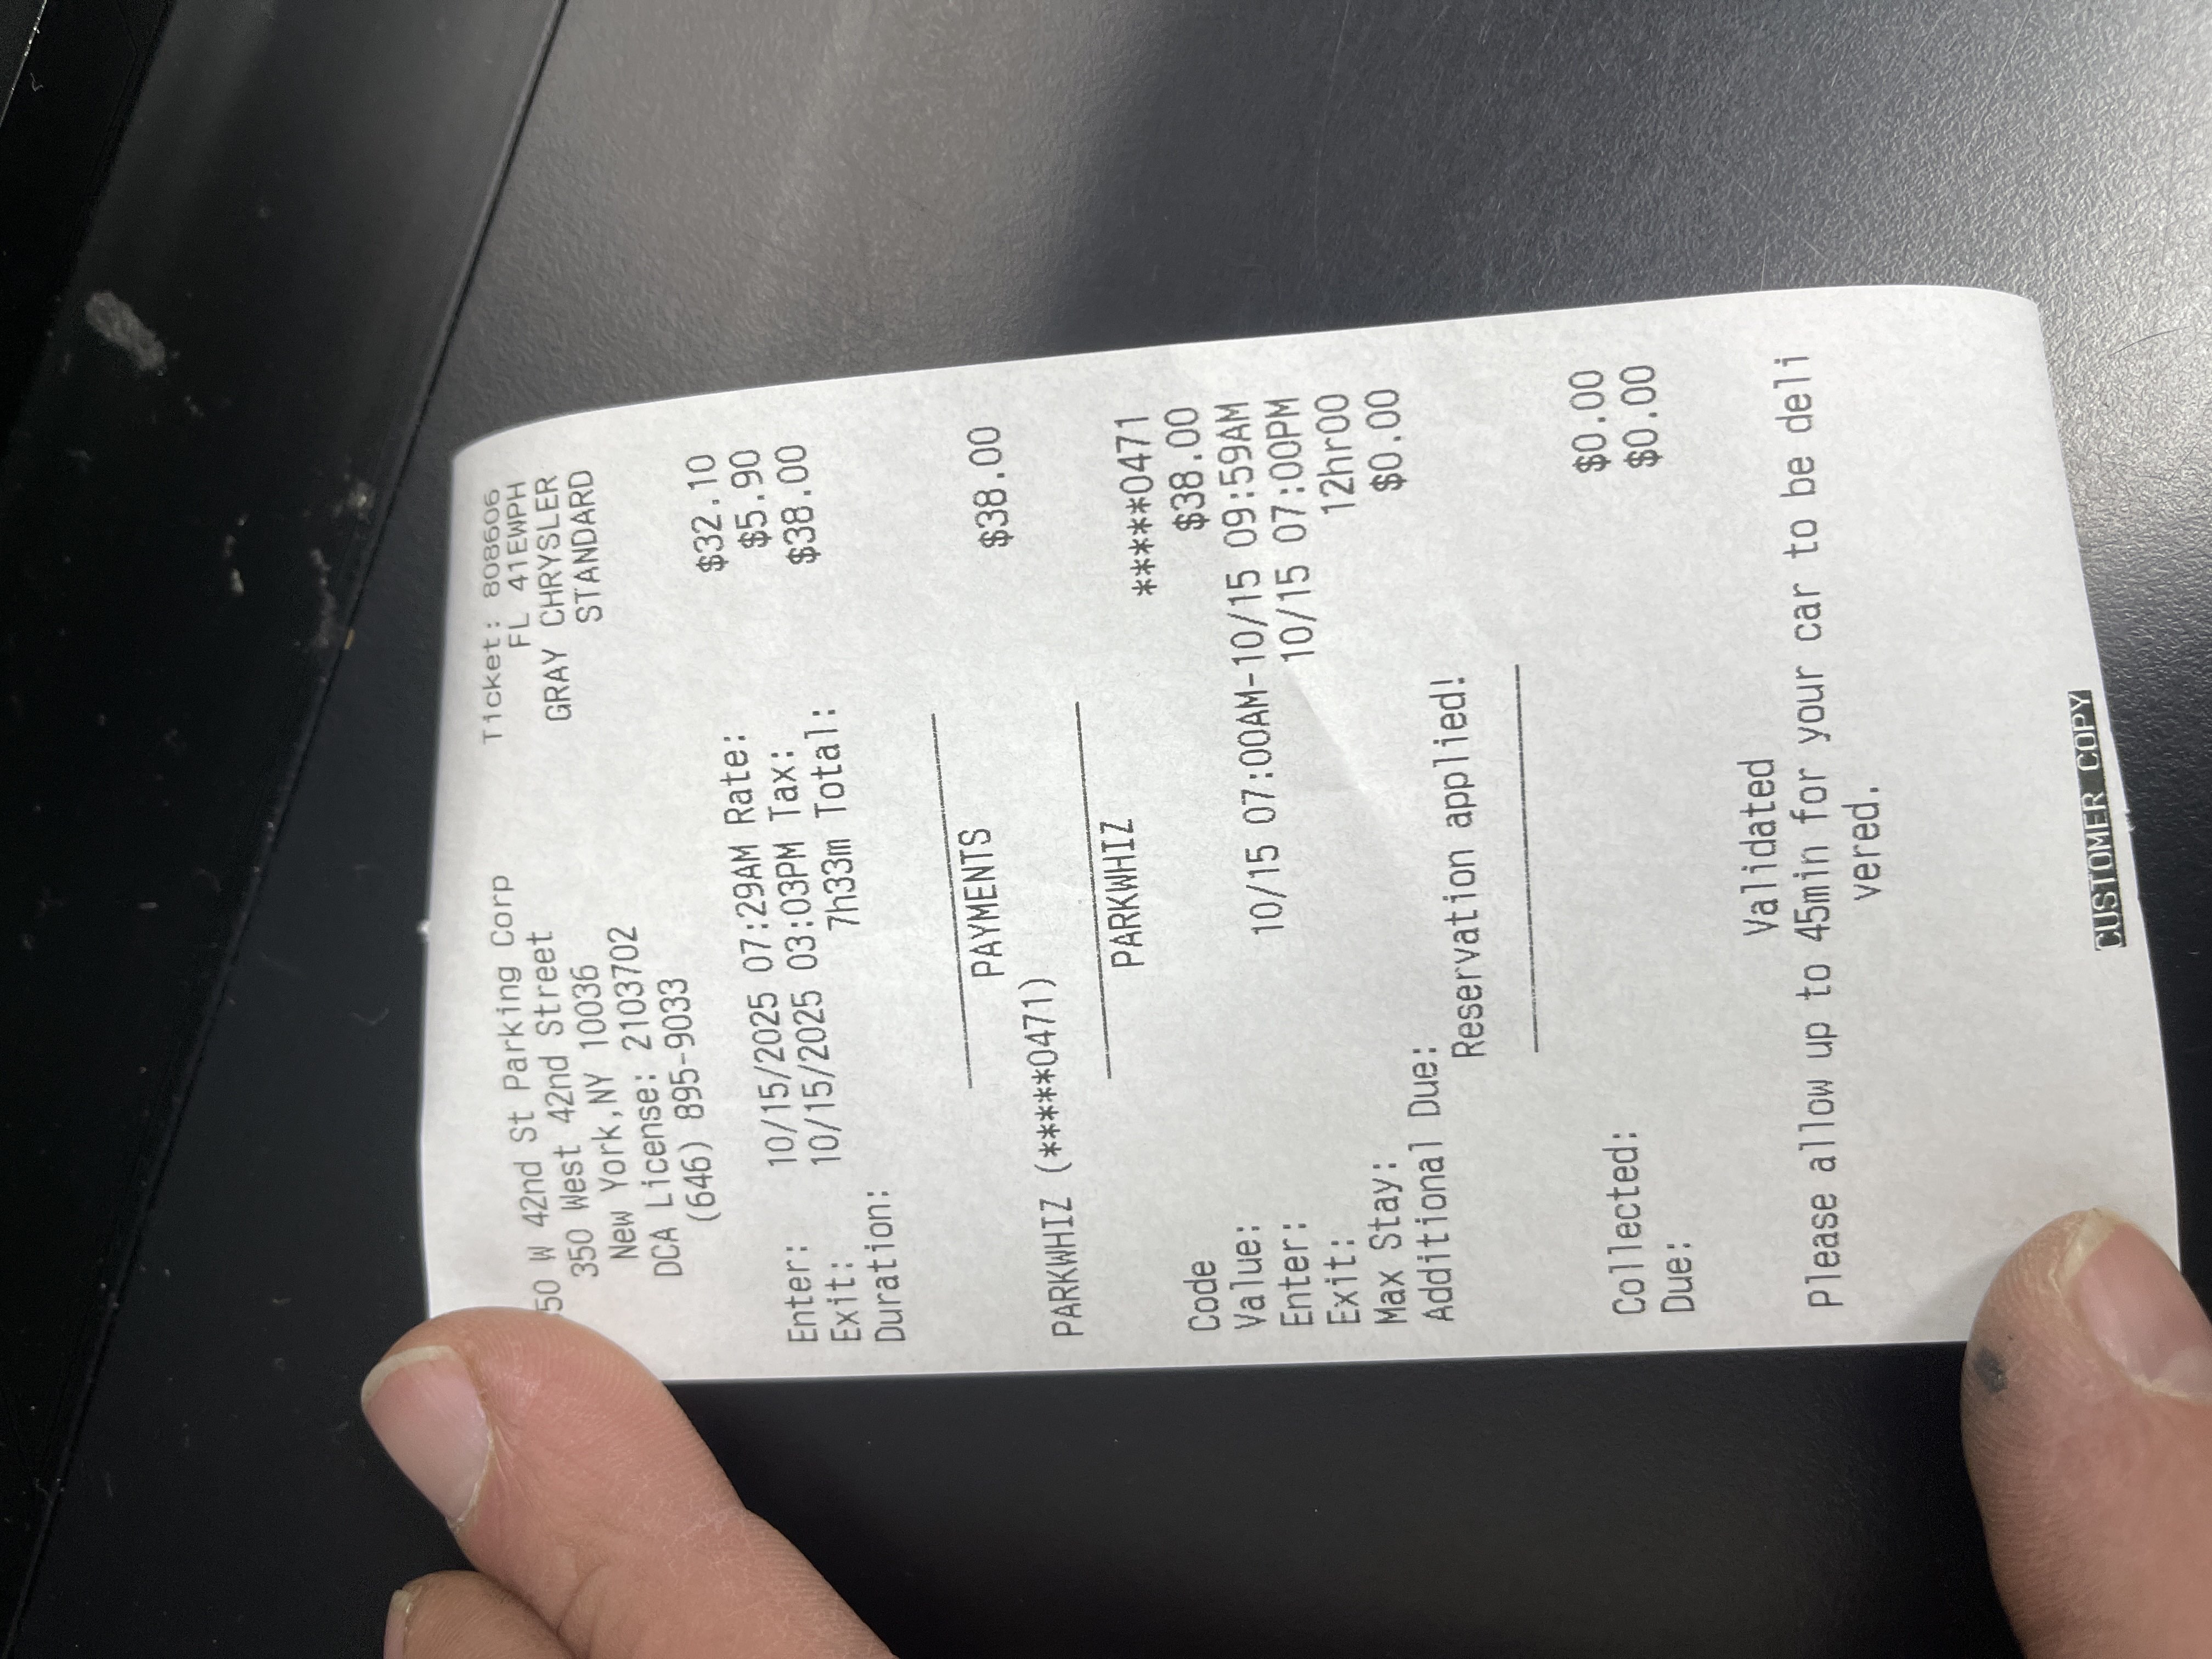 50 W 42nd St Parking Corp Ticket: 808606
350 West 42nd Street FL 41EWPH
New York,NY 10036 GRAY CHRYSLER
DCA License: 2103702 STANDARD
(646) 895-9033
Enter: 10/15/2025 07:29AM Rate: $32.10
Exit: 10/15/2025 03:03PM Tax: $5.90
Duration: 7h33m Total: $38.00
PAYMENTS
PARKWHIZ (*****0471) $38.00
PARKWHIZ
Code *****0471
Value: $38.00
Enter: 10/15 07:00AM-10/15 09:59AM
Exit: 10/15 07:00PM
Max Stay: 12hr00
Additional Due: $0.00
Reservation applied!
Collected: $0.00
Due: $0.00
Validated
Please allow up to 45min for your car to be deli
vered.
CUSTOMER COPY